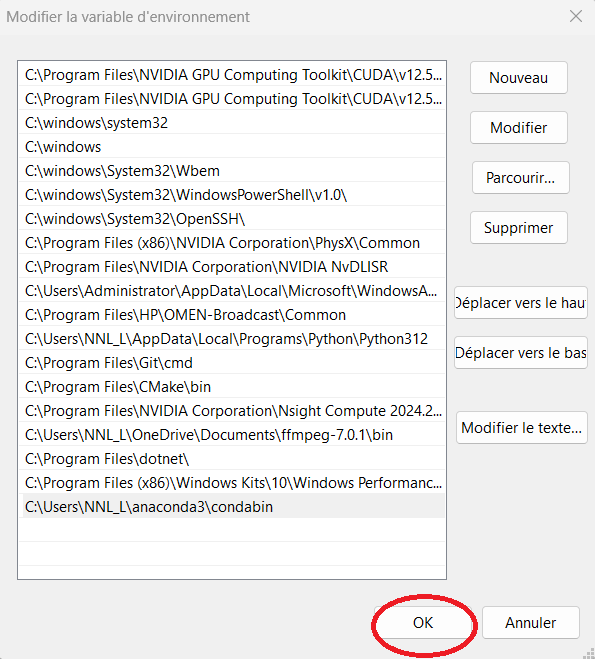 Modifier la variable d'environnement
C:\Program Files\NVIDIA GPU Computing Toolkit\CUDA\v12.5...
C:\Program Files\NVIDIA GPU Computing Toolkit\CUDA\v12.5...
C:\windows\system32
C:\windows
C:\windows\System32\Wbem
C:\windows\System32\WindowsPowerShell\v1.0\
C:\windows\System32\OpenSSH\
C:\Program Files (x86)\NVIDIA Corporation\PhysX\Common
C:\Program Files\NVIDIA Corporation\NVIDIA NvDLISR
C:\Users\Administrator\AppData\Local\Microsoft\WindowsA...
C:\Program Files\HP\OMEN-Broadcast\Common
C:\Users\NNL_L\AppData\Local\Programs\Python\Python312
C:\Program Files\Git\cmd
C:\Program Files\CMake\bin
C:\Program Files\NVIDIA Corporation\Nsight Compute 2024.2...
C:\Users\NNL_L\OneDrive\Documents\ffmpeg-7.0.1\bin
C:\Program Files\dotnet\
C:\Program Files (x86)\Windows Kits\10\Windows Performanc...
C:\Users\NNL_L\anaconda3\condabin
Nouveau
Modifier
Parcourir...
Supprimer
Déplacer vers le hau
Déplacer vers le bas
Modifier le texte...
OK
Annuler